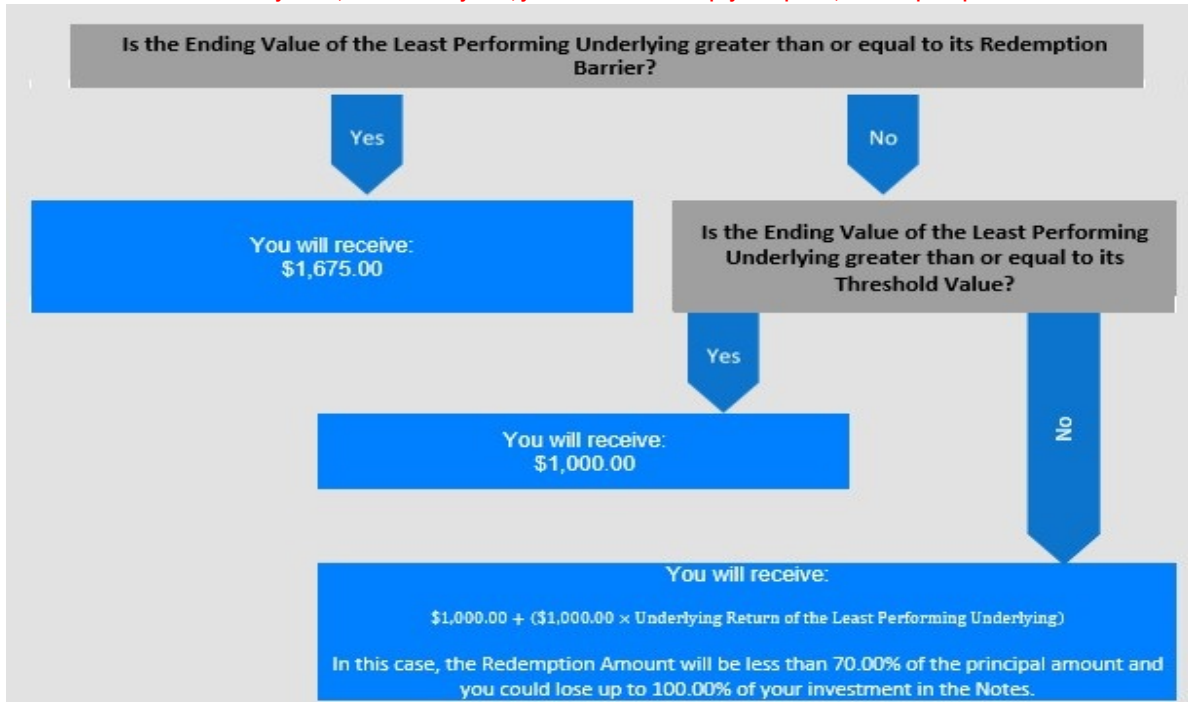 Is the Ending Value of the Least Performing Underlying greater than or equal to its Redemption
Barrier?
Yes
No
You will receive:
$1,675.00
Is the Ending Value of the Least Performing
Underlying greater than or equal to its
Threshold Value?
Yes
No
You will receive:
$1,000.00
You will receive:
$1,000.00 + ($1,000.00 × Underlying Return of the Least Performing Underlying)
In this case, the Redemption Amount will be less than 70.00% of the principal amount and
you could lose up to 100.00% of your investment in the Notes.